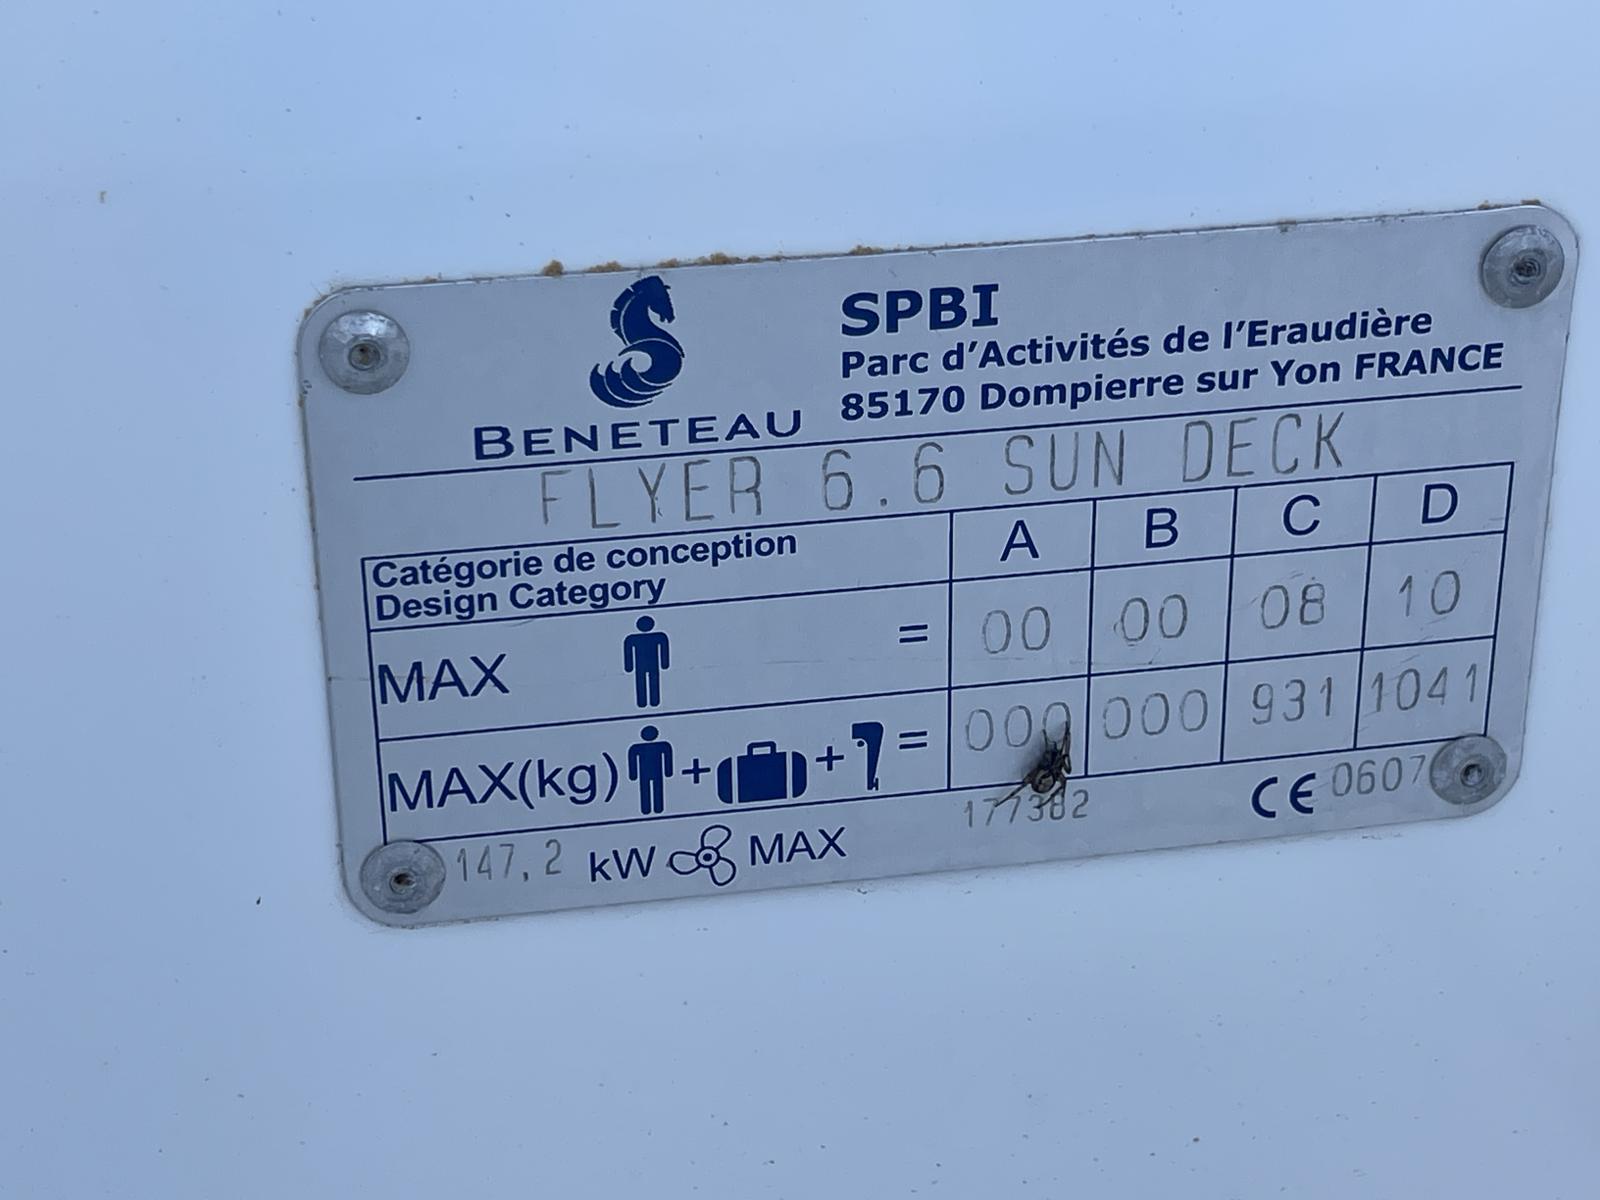 BENETEAU
SPBI
Parc d'Activités de l'Eraudière
85170 Dompierre sur Yon FRANCE
FLYER 6.6 SUN DECK
Catégorie de conception
Design Category
A B C D
MAX = 00 00 08 10
MAX(kg) + + = 000 000 931 1041
147,2 kW MAX
177382
CE 0607